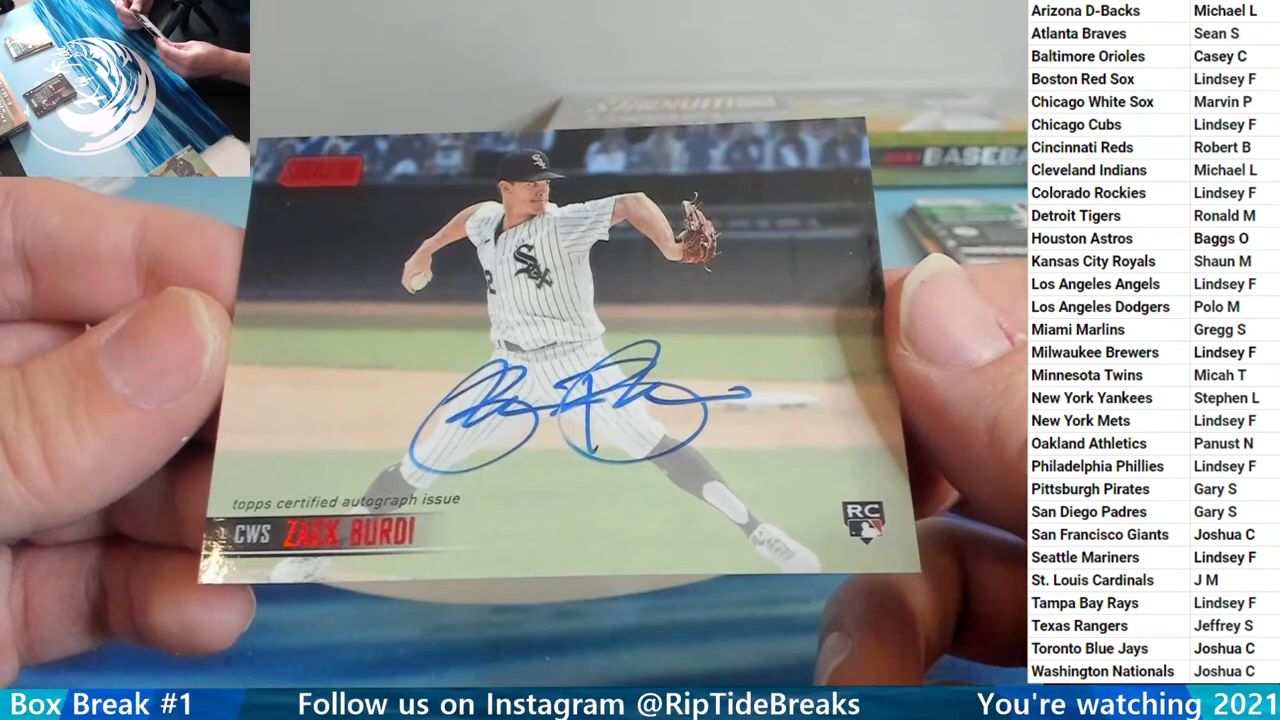 STADIUM
BASEBA
Sox
topps certified autograph issue
CWS ZACK BURDI
RC
Arizona D-Backs Michael L
Atlanta Braves Sean S
Baltimore Orioles Casey C
Boston Red Sox Lindsey F
Chicago White Sox Marvin P
Chicago Cubs Lindsey F
Cincinnati Reds Robert B
Cleveland Indians Michael L
Colorado Rockies Lindsey F
Detroit Tigers Ronald M
Houston Astros Baggs O
Kansas City Royals Shaun M
Los Angeles Angels Lindsey F
Los Angeles Dodgers Polo M
Miami Marlins Gregg S
Milwaukee Brewers Lindsey F
Minnesota Twins Micah T
New York Yankees Stephen L
New York Mets Lindsey F
Oakland Athletics Panust N
Philadelphia Phillies Lindsey F
Pittsburgh Pirates Gary S
San Diego Padres Gary S
San Francisco Giants Joshua C
Seattle Mariners Lindsey F
St. Louis Cardinals J M
Tampa Bay Rays Lindsey F
Texas Rangers Jeffrey S
Toronto Blue Jays Joshua C
Washington Nationals Joshua C
Box Break #1 Follow us on Instagram @RipTideBreaks You're watching 2021